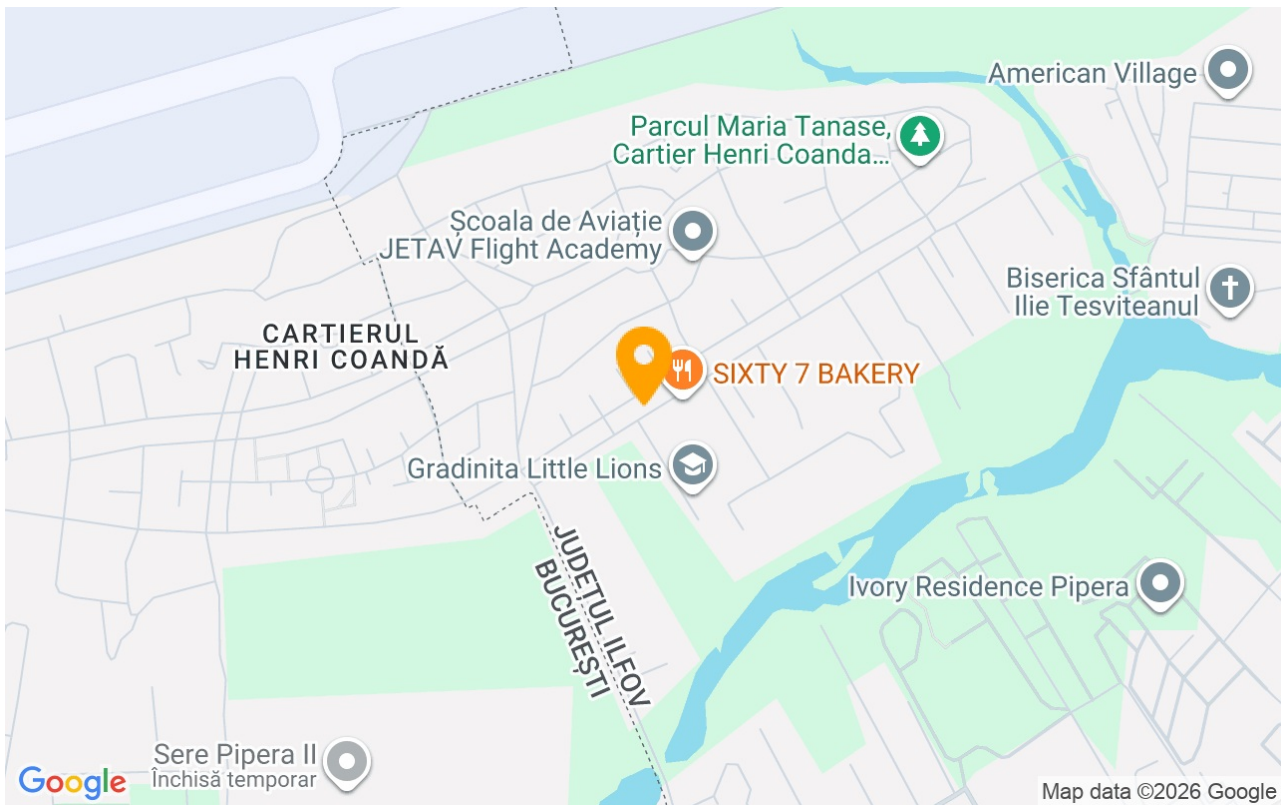 American Village
Parcul Maria Tanase,
Cartier Henri Coanda...
Școala de Aviație
JETAV Flight Academy
Biserica Sfântul
Ilie Tesviteanul
CARTIERUL
HENRI COANDĂ
SIXTY 7 BAKERY
Gradinita Little Lions
JUDEȚUL ILFOV
BUCUREȘTI
Ivory Residence Pipera
Sere Pipera II
Închisă temporar
Google
Map data ©2026 Google